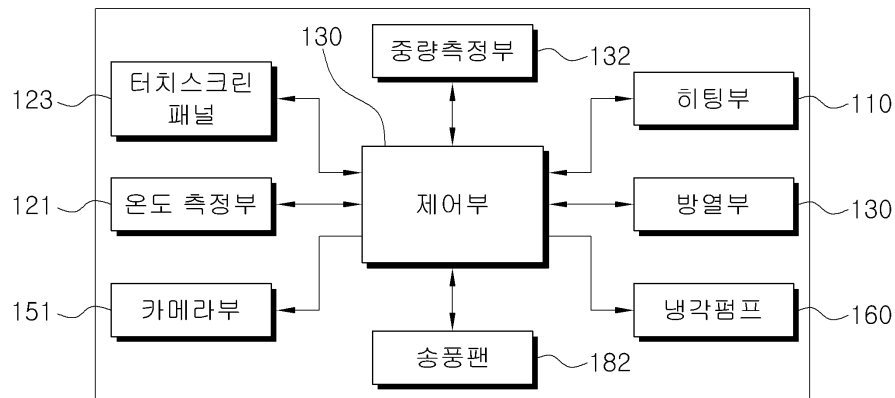 130
중량측정부
132
123
터치스크린
패널
히팅부
110
121
온도 측정부
제어부
방열부
130
151
카메라부
냉각펌프
160
송풍팬
182